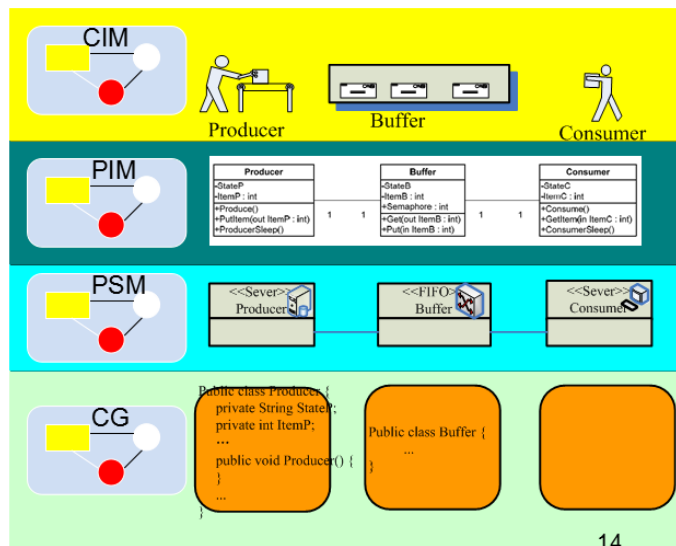 CIM
Producer
Buffer
Consumer
PIM
Producer
-StateP
-ItemP : int
+Produce()
+PutItem(out ItemP : int)
+ProducerSleep()
1 1
Buffer
-StateB
-ItemB : int
+Semaphore : int
+Get(out ItemB : int)
+Put(in ItemB : int)
1 1
Consumer
-StateC
-ItemC : int
+Consume()
+GetItem(in ItemC : int)
+ConsumerSleep()
PSM
<<Sever>>
Producer
<<FIFO>
Buffer
<<Sever>>
Consumer
CG
Public class Producer {
private String StateP;
private int ItemP;
...
public void Producer() {
}
...
}
Public class Buffer {
...
}
14